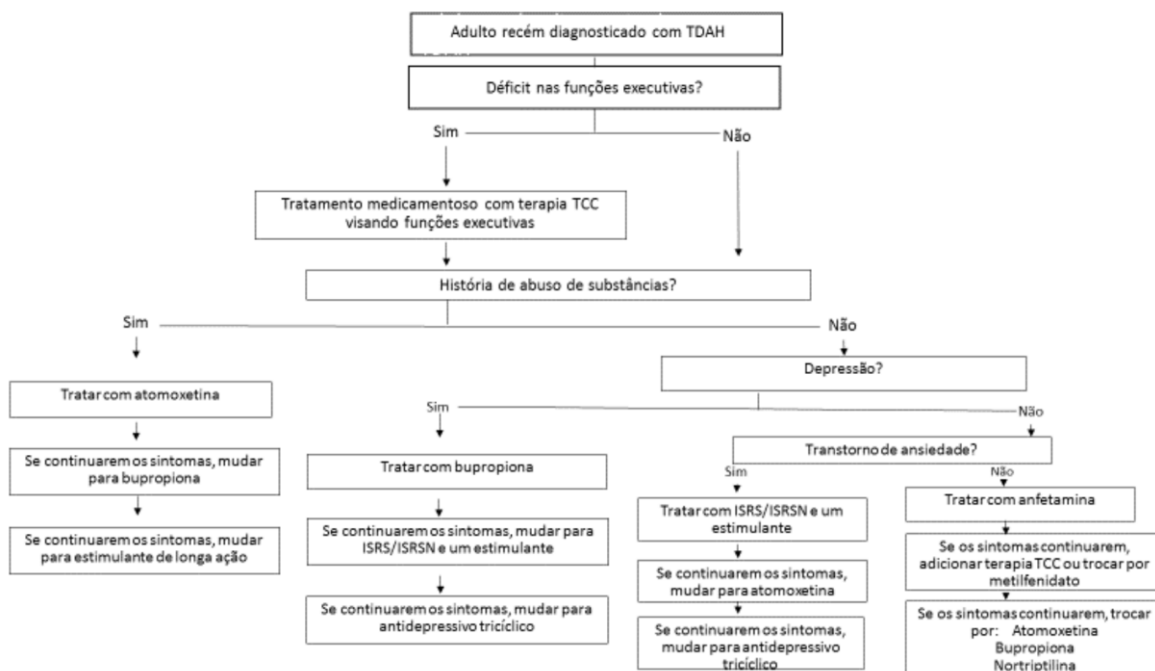 Adulto recém diagnosticado com TDAH
Déficit nas funções executivas?
Sim
Não
Tratamento medicamentoso com terapia TCC
visando funções executivas
História de abuso de substâncias?
Sim
Não
Depressão?
Tratar com atomoxetina
Sim
Não
Transtorno de ansiedade?
Se continuarem os sintomas, mudar
para bupropiona
Tratar com bupropiona
Sim
Não
Tratar com ISRS/ISRSN e um
estimulante
Tratar com anfetamina
Se continuarem os sintomas, mudar
para estimulante de longa ação
Se continuarem os sintomas, mudar para
ISRS/ISRSN e um estimulante
Se continuarem os sintomas,
mudar para atomoxetina
Se os sintomas continuarem,
adicionar terapia TCC ou trocar por
metilfenidato
Se continuarem os sintomas, mudar para
antidepressivo tricíclico
Se continuarem os sintomas,
mudar para antidepressivo
tricíclico
Se os sintomas continuarem, trocar
por: Atomoxetina
Bupropiona
Nortriptilina